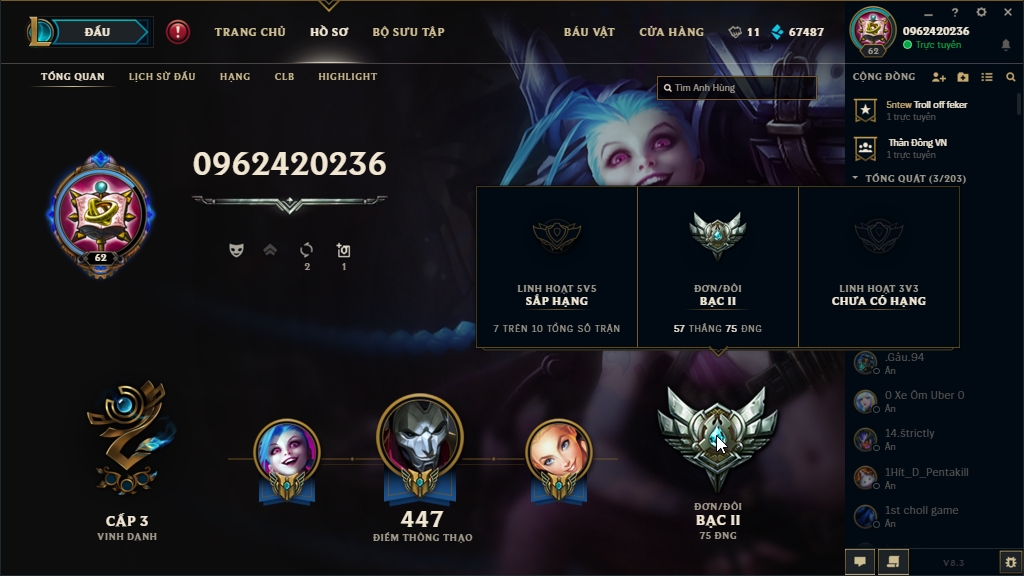 ĐẤU
TRANG CHỦ
HỒ SƠ
BỘ SƯU TẬP
BÁU VẬT
CỬA HÀNG
11
67487
0962420236
Trực tuyến
62
TỔNG QUAN
LỊCH SỬ ĐẤU
HẠNG
CLB
HIGHLIGHT
CỘNG ĐỒNG
Tìm Anh Hùng
5ntew Troll off feker
1 trực tuyến
Thần Đồng VN
1 trực tuyến
TỔNG QUÁT (3/203)
0962420236
62
2
1
LINH HOẠT 5V5
SẮP HẠNG
7 TRÊN 10 TỔNG SỐ TRẬN
ĐƠN/ĐÔI
BẠC II
57 THẮNG 75 ĐNG
LINH HOẠT 3V3
CHƯA CÓ HẠNG
.Gấu.94
Ẩn
0 Xe Ôm Uber 0
Ẩn
14.štrictly
Ẩn
1Hit_D_Pentakill
Ẩn
1st choll game
Ẩn
CẤP 3
VINH DANH
447
ĐIỂM THÔNG THẠO
ĐƠN/ĐÔI
BẠC II
75 ĐNG
V8.3